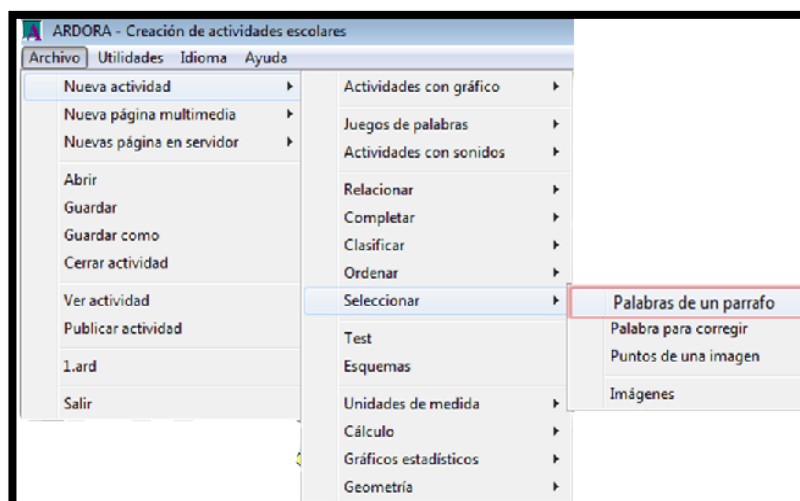 ARDORA - Creación de actividades escolares
Archivo Utilidades Idioma Ayuda
Nueva actividad
Nueva página multimedia
Nuevas página en servidor
Abrir
Guardar
Guardar como
Cerrar actividad
Ver actividad
Publicar actividad
1.ard
Salir
Actividades con gráfico
Juegos de palabras
Actividades con sonidos
Relacionar
Completar
Clasificar
Ordenar
Seleccionar
Test
Esquemas
Unidades de medida
Cálculo
Gráficos estadísticos
Geometría
Palabras de un parrafo
Palabra para corregir
Puntos de una imagen
Imágenes